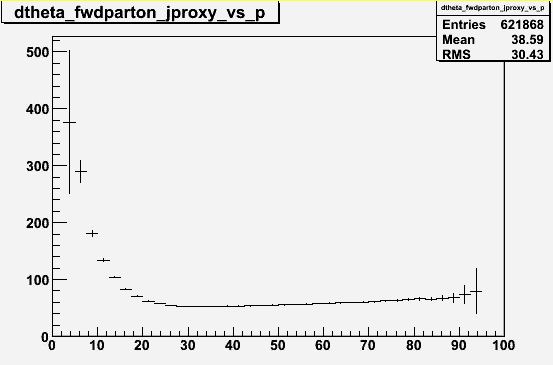 dtheta_fwdparton_jproxy_vs_p
dtheta_fwdparton_jproxy_vs_p
Entries 621868
Mean 38.59
RMS 30.43
500
400
300
200
100
0
0 10 20 30 40 50 60 70 80 90 100